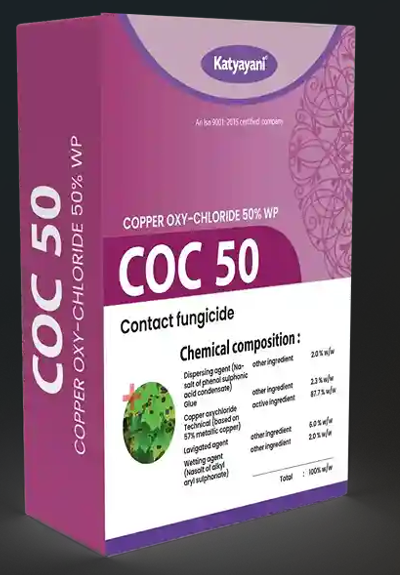 Katyayani
An Iso 9001: 2015 certified company
COPPER OXY-CHLORIDE 50% WP
COC 50
Contact fungicide
Chemical composition :
Dispersing agent (Na- other ingredient 2.0 % w/w
salt of phenol sulphonic
acid condensate)
Glue other ingredient 2.3 % w/w
Copper oxychloride active ingredient 87.7 % w/w
Technical (based on
57% metallic copper)
Lavigated agent other ingredient 6.0 % w/w
Wetting agent other ingredient 2.0 % w/w
(Nasalt of alkyl
aryl sulphonate)
Total : 100% w/w
COC 50
COPPER OXY-CHLORIDE 50% WP